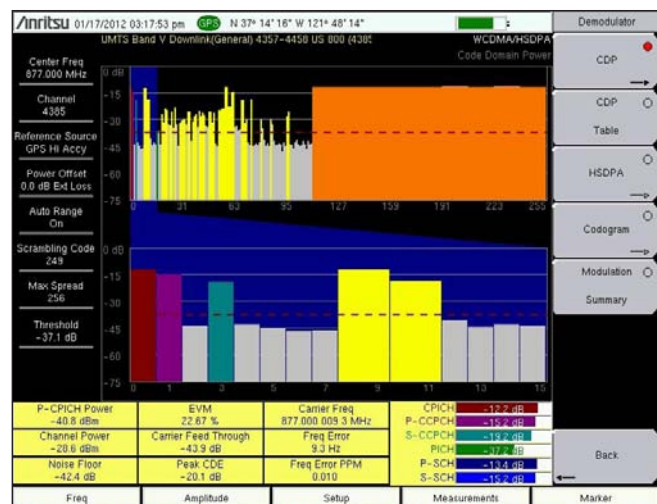 Anritsu 01/17/2012 03:17:53 pm GPS N 37° 14' 16" W 121° 48' 14"
Demodulator
UMTS Band V Downlink(General) 4357-4458 US 800 (4385
WCDMA/HSDPA
Code Domain Power
Center Freq
877.000 MHz
Channel
4385
Reference Source
GPS HI Accy
Power Offset
0.0 dB Ext Loss
Auto Range
On
Scrambling Code
249
Max Spread
256
Threshold
-37.1 dB
0 dB
-15
-30
-45
-60
-75
0 31 63 95 127 159 191 223 255
0 dB
-15
-30
-45
-60
-75
0 1 3 5 7 9 11 13 15
CDP
CDP
Table
HSDPA
Codogram
Modulation
Summary
Back
P-CPICH Power
-40.8 dBm
EVM
22.67 %
Carrier Freq
877.000 009 3 MHz
Channel Power
-28.6 dBm
Carrier Feed Through
-43.9 dB
Freq Error
9.3 Hz
Noise Floor
-42.4 dB
Peak CDE
-20.1 dB
Freq Error PPM
0.010
CPICH -12.2 dB
P-CCPCH -15.2 dB
S-CCPCH -19.2 dB
PICH -37.2 dB
P-SCH -13.4 dB
S-SCH -15.2 dB
Freq Amplitude Setup Measurements Marker